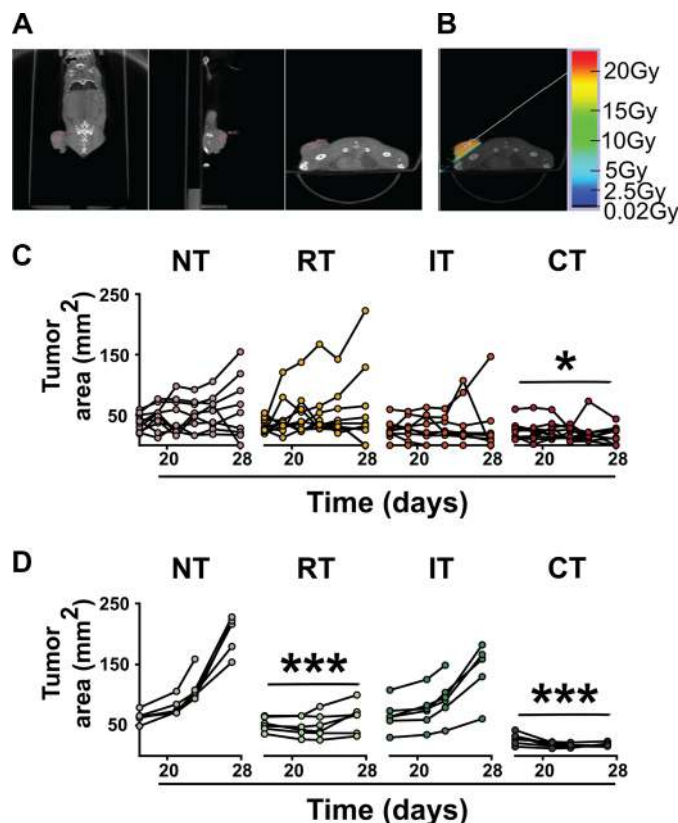 A
B
20Gy
15Gy
10Gy
5Gy
2.5Gy
0.02Gy
C
NT RT IT CT
Tumor
area (mm2)
250
150
50
*
20 28 20 28 20 28 20 28
Time (days)
D
NT RT IT CT
Tumor
area (mm2)
250
150
50
*** ***
20 28 20 28 20 28 20 28
Time (days)